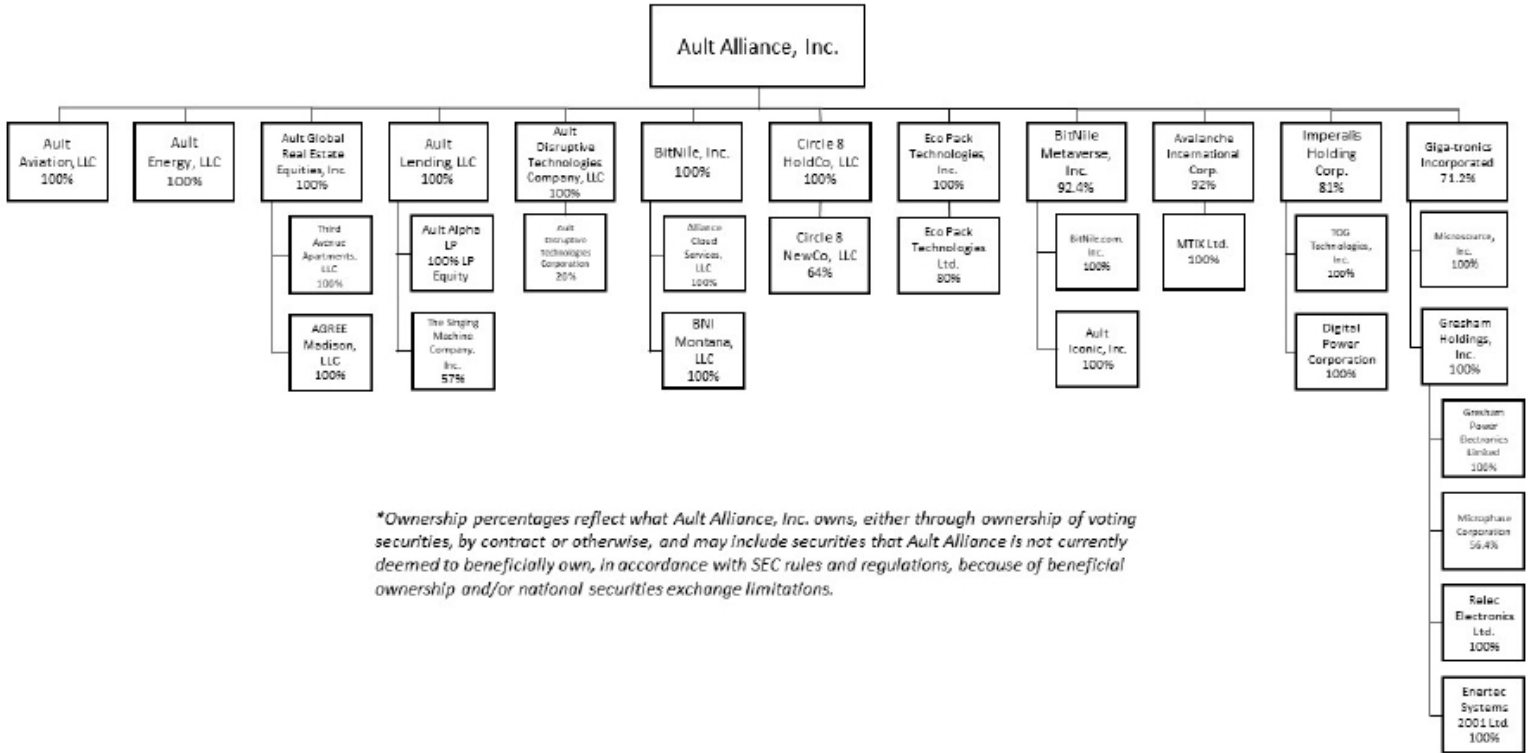 Ault Alliance, Inc.
Ault
Aviation, LLC
100%
Ault
Energy, LLC
100%
Ault Global
Real Estate
Equities, Inc.
100%
Ault
Lending, LLC
100%
Ault
Disruptive
Technologies
Company, LLC
100%
BitNile, Inc.
100%
Circle 8
HoldCo, LLC
100%
Eco Pack
Technologies,
Inc.
100%
BitNile
Metaverse,
Inc.
92.4%
Avalanche
International
Corp.
92%
Imperalis
Holding
Corp.
81%
Giga-tronics
Incorporated
71.2%
Third
Avenue
Apartments,
LLC
100%
Ault Alpha
LP
100% LP
Equity
Ault
Disruptive
Technologies
Corporation
26%
Alliance
Cloud
Services,
LLC
100%
Circle 8
NewCo, LLC
64%
Eco Pack
Technologies
Ltd.
80%
BitNile.com,
Inc.
100%
MTIX Ltd.
100%
TOG
Technologies,
Inc.
100%
Microsource,
Inc.
100%
AGREE
Madison,
LLC
100%
The Singing
Machine
Company,
Inc.
57%
BNI
Montana,
LLC
100%
Ault
Iconic, Inc.
100%
Digital
Power
Corporation
100%
Gresham
Holdings,
Inc.
100%
Gresham
Power
Electronics
Limited
100%
Microphase
Corporation
56.4%
Relec
Electronics
Ltd.
100%
Enertec
Systems
2001 Ltd
100%
*Ownership percentages reflect what Ault Alliance, Inc. owns, either through ownership of voting
securities, by contract or otherwise, and may include securities that Ault Alliance is not currently
deemed to beneficially own, in accordance with SEC rules and regulations, because of beneficial
ownership and/or national securities exchange limitations.